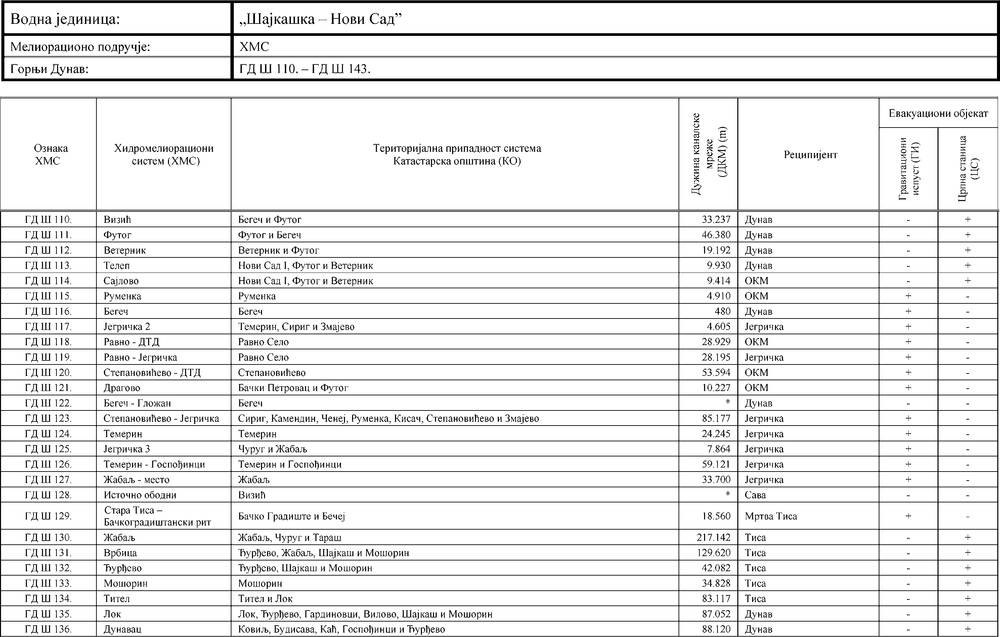 Водна јединица: „Шајкашка – Нови Сад”
Мелиорационо подручје: ХМС
Горњи Дунав: ГД Ш 110. – ГД Ш 143.
Ознака ХМС
Хидромелиорациони систем (ХМС)
Територијална припадност система
Катастарска општина (КО)
Дужина каналске мреже (ДКМ) (m)
Реципијент
Евакуациони објекат
Гравитациони испуст (ГИ)
Црпна станица (ЦС)
ГД Ш 110. Визић Бегеч и Футог 33.237 Дунав - +
ГД Ш 111. Футог Футог и Бегеч 46.380 Дунав - +
ГД Ш 112. Ветерник Ветерник и Футог 19.192 Дунав - +
ГД Ш 113. Телеп Нови Сад I, Футог и Ветерник 9.930 Дунав - +
ГД Ш 114. Сајлово Нови Сад I, Футог и Ветерник 9.414 ОКМ - +
ГД Ш 115. Руменка Руменка 4.910 ОКМ + -
ГД Ш 116. Бегеч Бегеч 480 Дунав + -
ГД Ш 117. Јегричка 2 Темерин, Сириг и Змајево 4.605 Јегричка + -
ГД Ш 118. Равно - ДТД Равно Село 28.929 ОКМ + -
ГД Ш 119. Равно - Јегричка Равно Село 28.195 Јегричка + -
ГД Ш 120. Степановићево - ДТД Степановићево 53.594 ОКМ + -
ГД Ш 121. Драгово Бачки Петровац и Футог 10.227 ОКМ + -
ГД Ш 122. Бегеч - Гложан Бегеч * Дунав - -
ГД Ш 123. Степановићево - Јегричка Сириг, Камендин, Ченеј, Руменка, Кисач, Степановићево и Змајево 85.177 Јегричка + -
ГД Ш 124. Темерин Темерин 24.245 Јегричка + -
ГД Ш 125. Јегричка 3 Чуруг и Жабаљ 7.864 Јегричка + -
ГД Ш 126. Темерин - Госпођинци Темерин и Госпођинци 59.121 Јегричка + -
ГД Ш 127. Жабаљ - место Жабаљ 33.700 Јегричка + -
ГД Ш 128. Источно ободни Визић * Сава - -
ГД Ш 129. Стара Тиса – Бачкоградиштански рит Бачко Градиште и Бечеј 18.560 Мртва Тиса + -
ГД Ш 130. Жабаљ Жабаљ, Чуруг и Тараш 217.142 Тиса - +
ГД Ш 131. Врбица Ђурђево, Жабаљ, Шајкаш и Мошорин 129.620 Тиса - +
ГД Ш 132. Ђурђево Ђурђево, Шајкаш и Мошорин 42.082 Тиса - +
ГД Ш 133. Мошорин Мошорин 34.828 Тиса - +
ГД Ш 134. Тител Тител и Лок 83.117 Тиса - +
ГД Ш 135. Лок Лок, Ђурђево, Гардиновци, Вилово, Шајкаш и Мошорин 87.052 Дунав - +
ГД Ш 136. Дунавац Ковиљ, Будисава, Каћ, Госпођинци и Ђурђево 88.120 Дунав - +